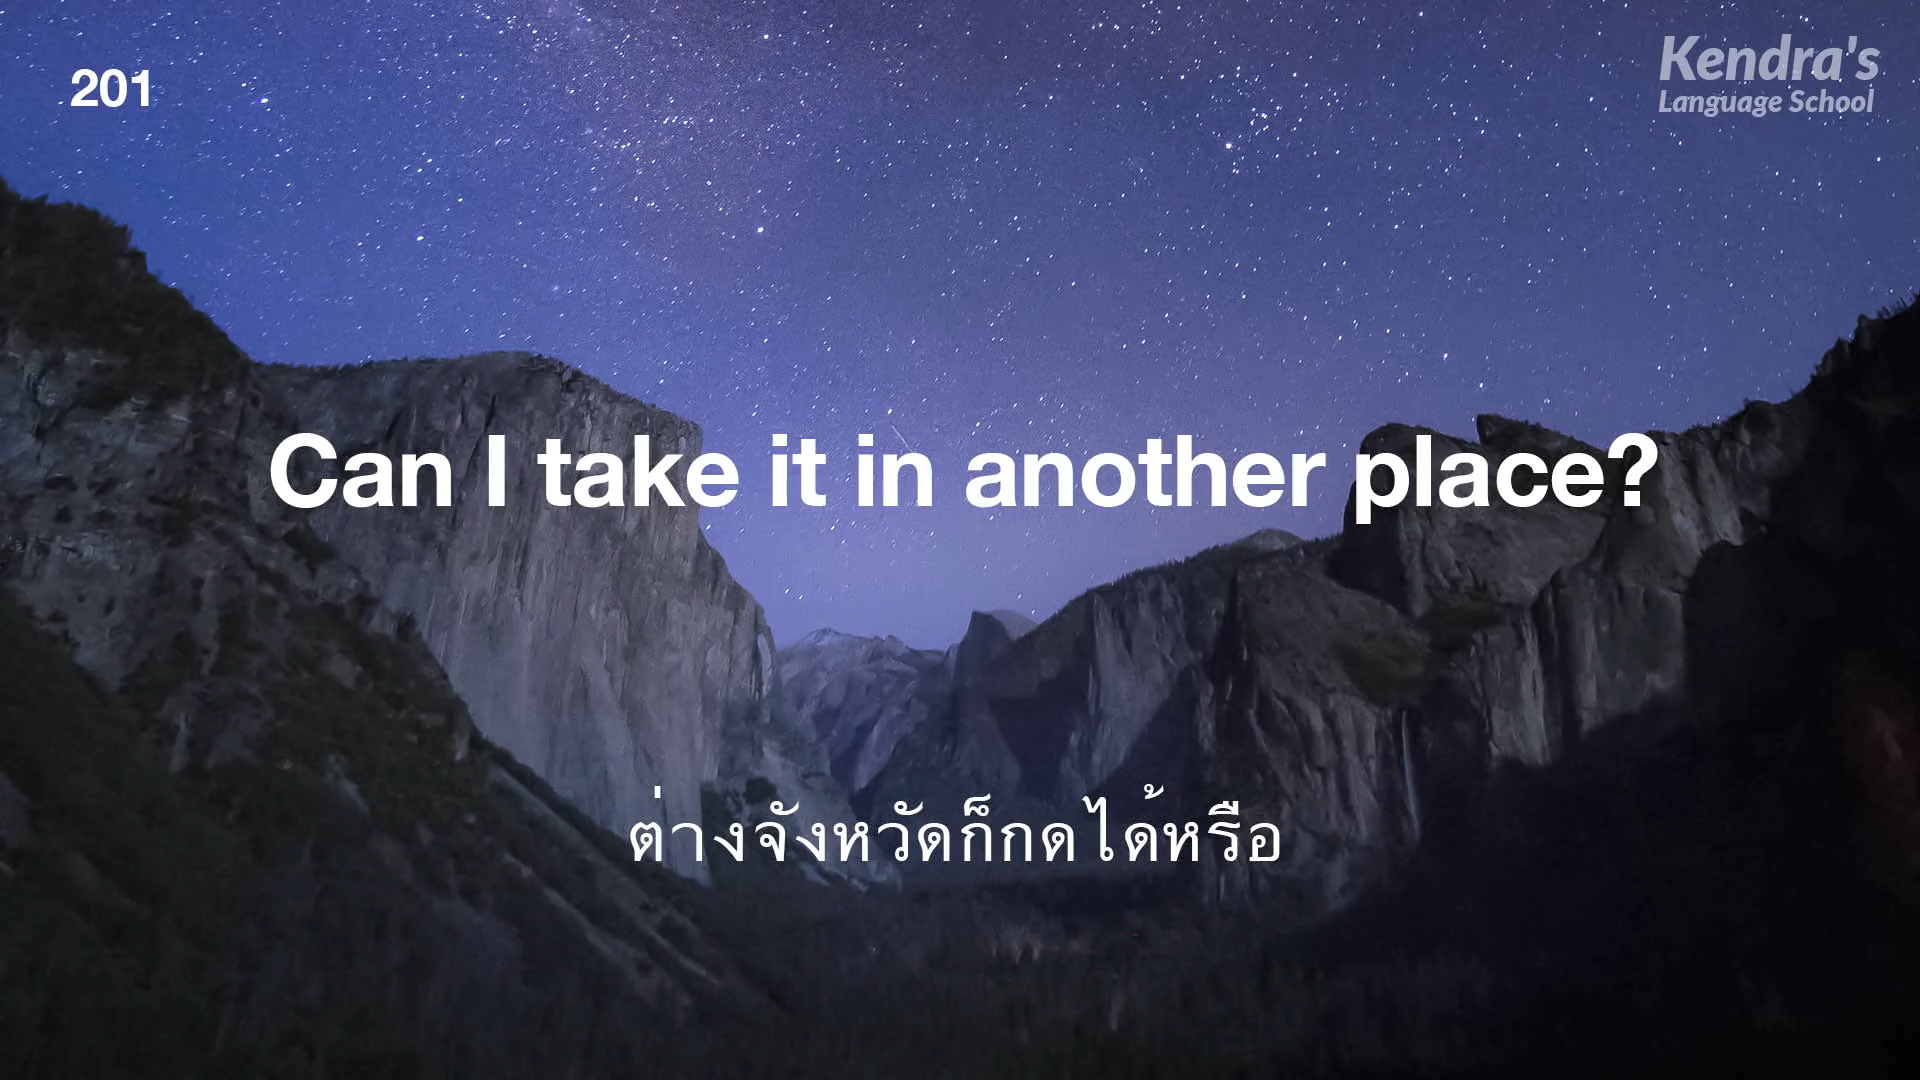 201
Kendra's
Language School
Can I take it in another place?
ต่างจังหวัดก็กดได้หรือ